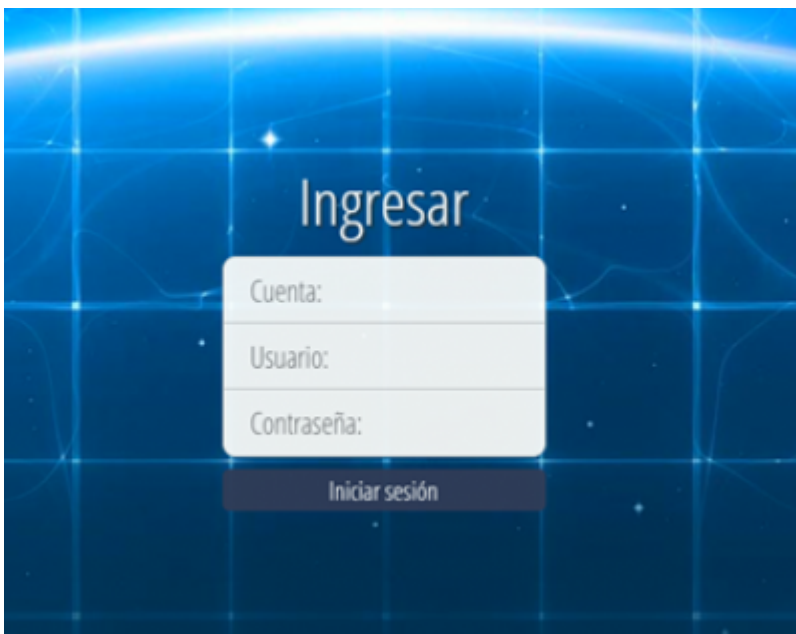 Ingresar
Cuenta:
Usuario:
Contraseña:
Iniciar sesión